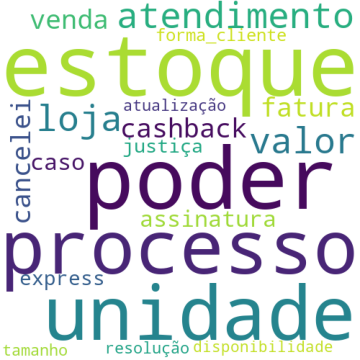 atendimento
venda
forma_cliente
estoque
fatura
atualização
loja
cashback
valor
cancelei
justiça
caso
poder
assinatura
processo
express
unidade
disponibilidade
resolução
tamanho